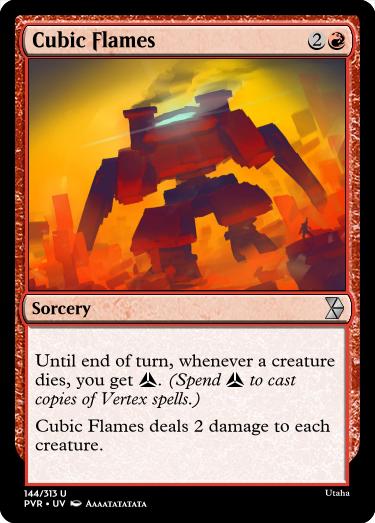 Cubic Flames 2
Sorcery
Until end of turn, whenever a creature
dies, you get . (Spend to cast
copies of Vertex spells.)
Cubic Flames deals 2 damage to each
creature.
144/313 U Utaha
PVR • UV Aaaatatatata